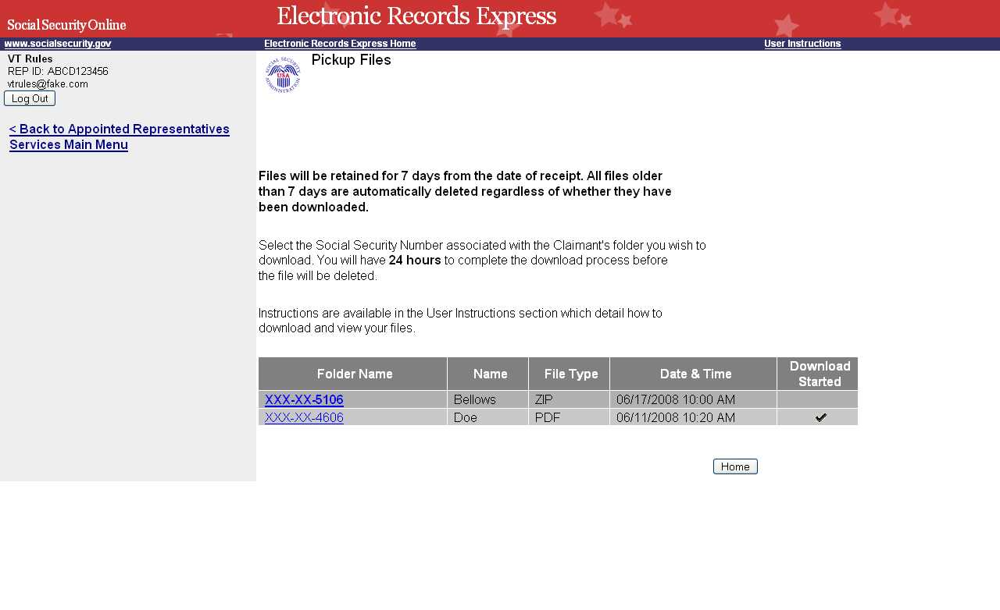 Electronic Records Express
Social Security Online
www.socialsecurity.gov Electronic Records Express Home User Instructions
VT Rules
REP ID: ABCD123456
vtrules@fake.com
Log Out
< Back to Appointed Representatives
Services Main Menu
SOCIAL SECURITY ADMINISTRATION
USA
Pickup Files
Files will be retained for 7 days from the date of receipt. All files older
than 7 days are automatically deleted regardless of whether they have
been downloaded.
Select the Social Security Number associated with the Claimant's folder you wish to
download. You will have 24 hours to complete the download process before
the file will be deleted.
Instructions are available in the User Instructions section which detail how to
download and view your files.
Folder Name Name File Type Date & Time Download Started
XXX-XX-5106 Bellows ZIP 06/17/2008 10:00 AM
XXX-XX-4606 Doe PDF 06/11/2008 10:20 AM ✔
Home